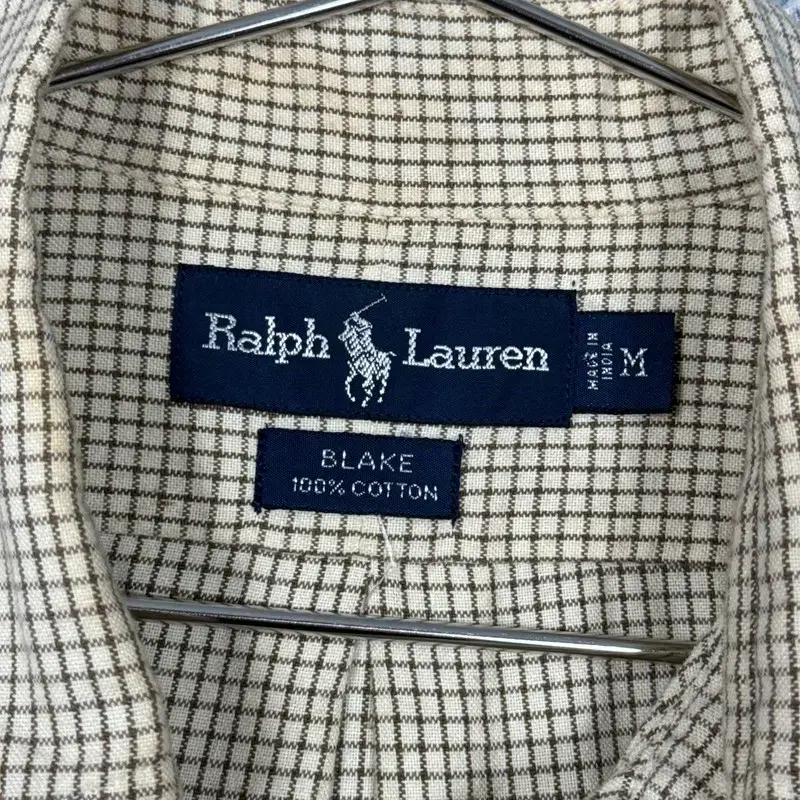 Ralph Lauren
MADE IN
INDIA
M
BLAKE
100% COTTON